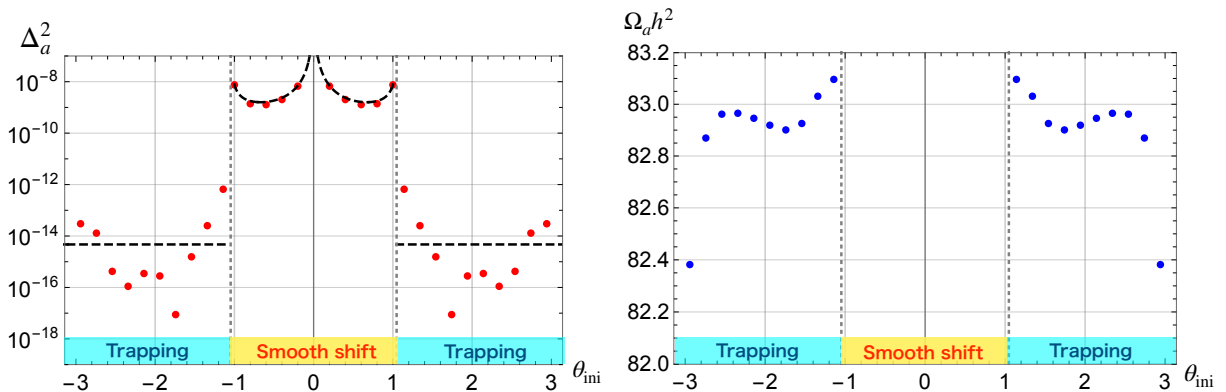 Δ_a^2
10^-8
10^-10
10^-12
10^-14
10^-16
10^-18
Trapping Smooth shift Trapping
−3 −2 −1 0 1 2 3 θ_ini
Ω_a h^2
83.2
83.0
82.8
82.6
82.4
82.2
82.0
Trapping Smooth shift Trapping
−3 −2 −1 0 1 2 3 θ_ini